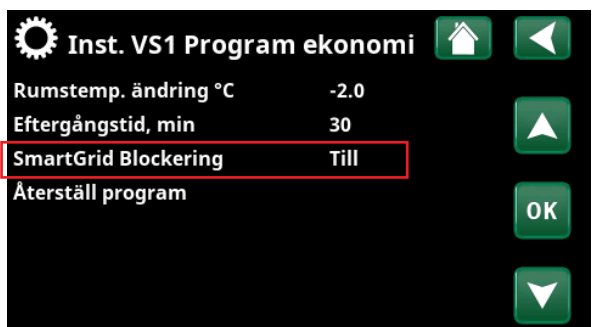 Inst. VS1 Program ekonomi
Rumstemp. ändring °C -2.0
Eftergångstid, min 30
SmartGrid Blockering Till
Återställ program
OK